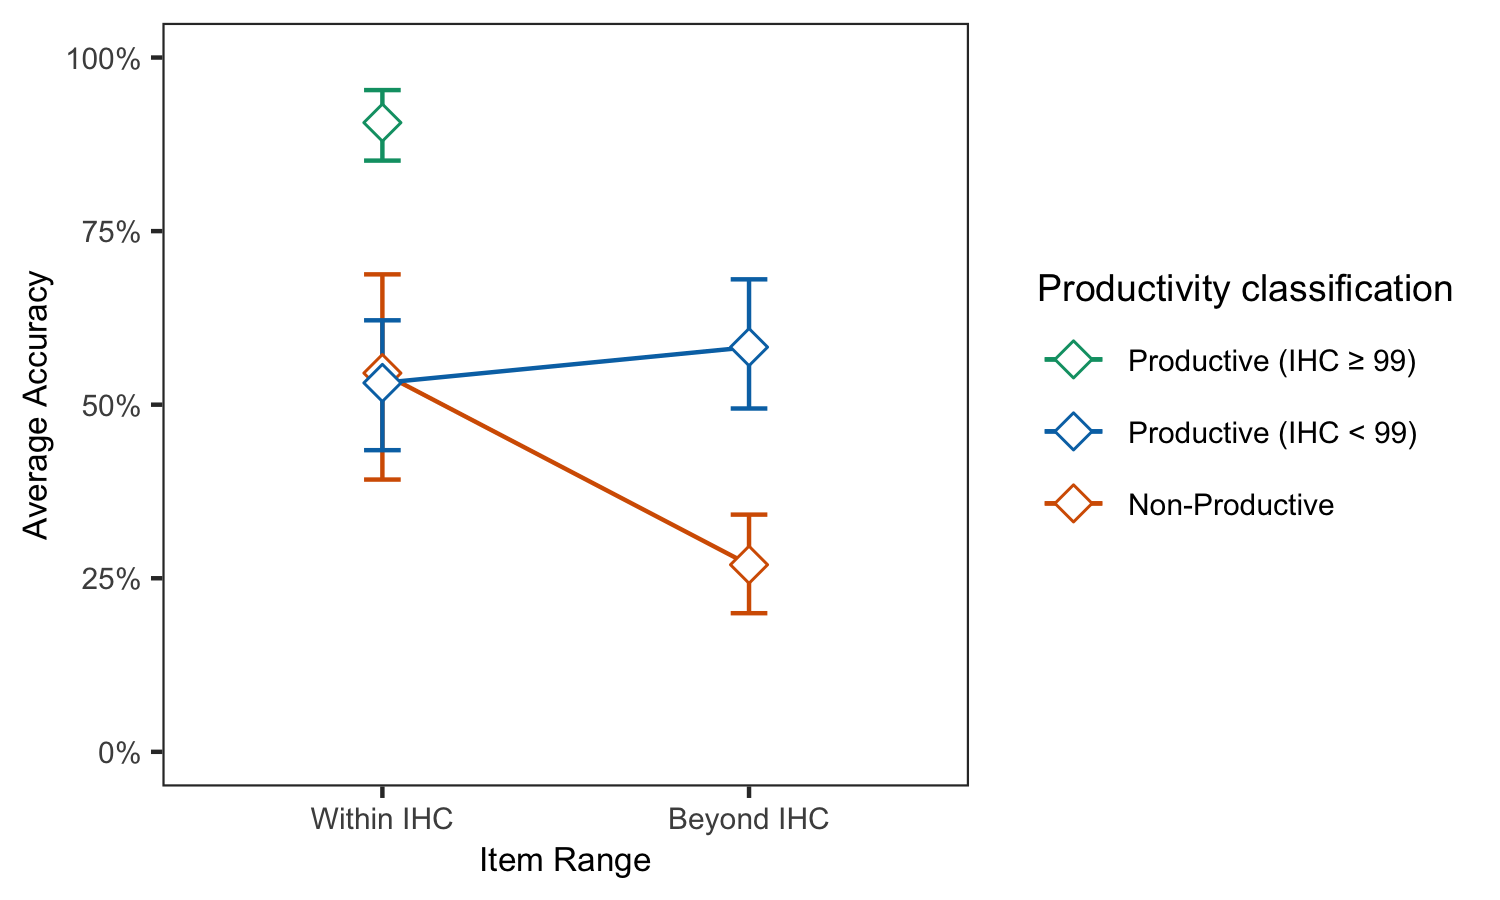 100%
75%
50%
25%
0%
Average Accuracy
Within IHC
Beyond IHC
Item Range
Productivity classification
Productive (IHC ≥ 99)
Productive (IHC < 99)
Non-Productive